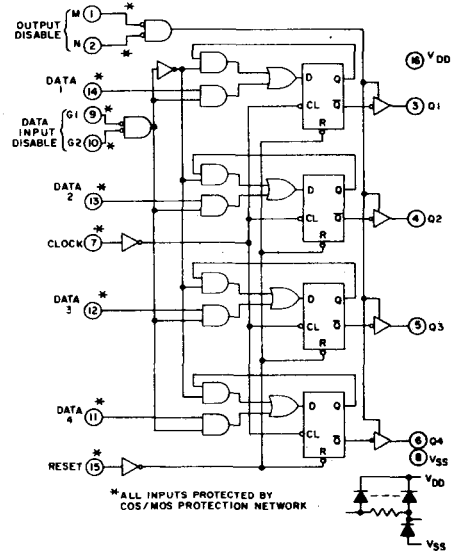 OUTPUT DISABLE
M 1 *
N 2 *
16 VDD
DATA 1 14 *
D Q
CL Q̅
R
3 Q1
DATA INPUT DISABLE
G1 9 *
G2 10 *
DATA 2 13 *
D Q
CL Q̅
R
4 Q2
CLOCK 7 *
DATA 3 12 *
D Q
CL Q̅
R
5 Q3
DATA 4 11 *
D Q
CL Q̅
R
6 Q4
8 VSS
RESET 15 *
*ALL INPUTS PROTECTED BY
COS/MOS PROTECTION NETWORK
VDD
VSS